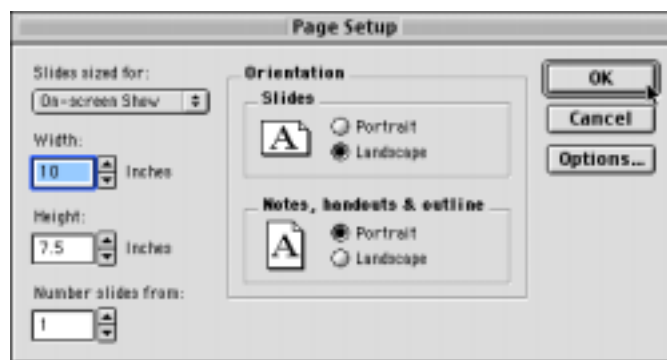 Page Setup
Slides sized for:
On-screen Show
Width:
10 Inches
Height:
7.5 Inches
Number slides from:
1
Orientation
Slides
A
Portrait
Landscape
Notes, handouts & outline
A
Portrait
Landscape
OK
Cancel
Options...